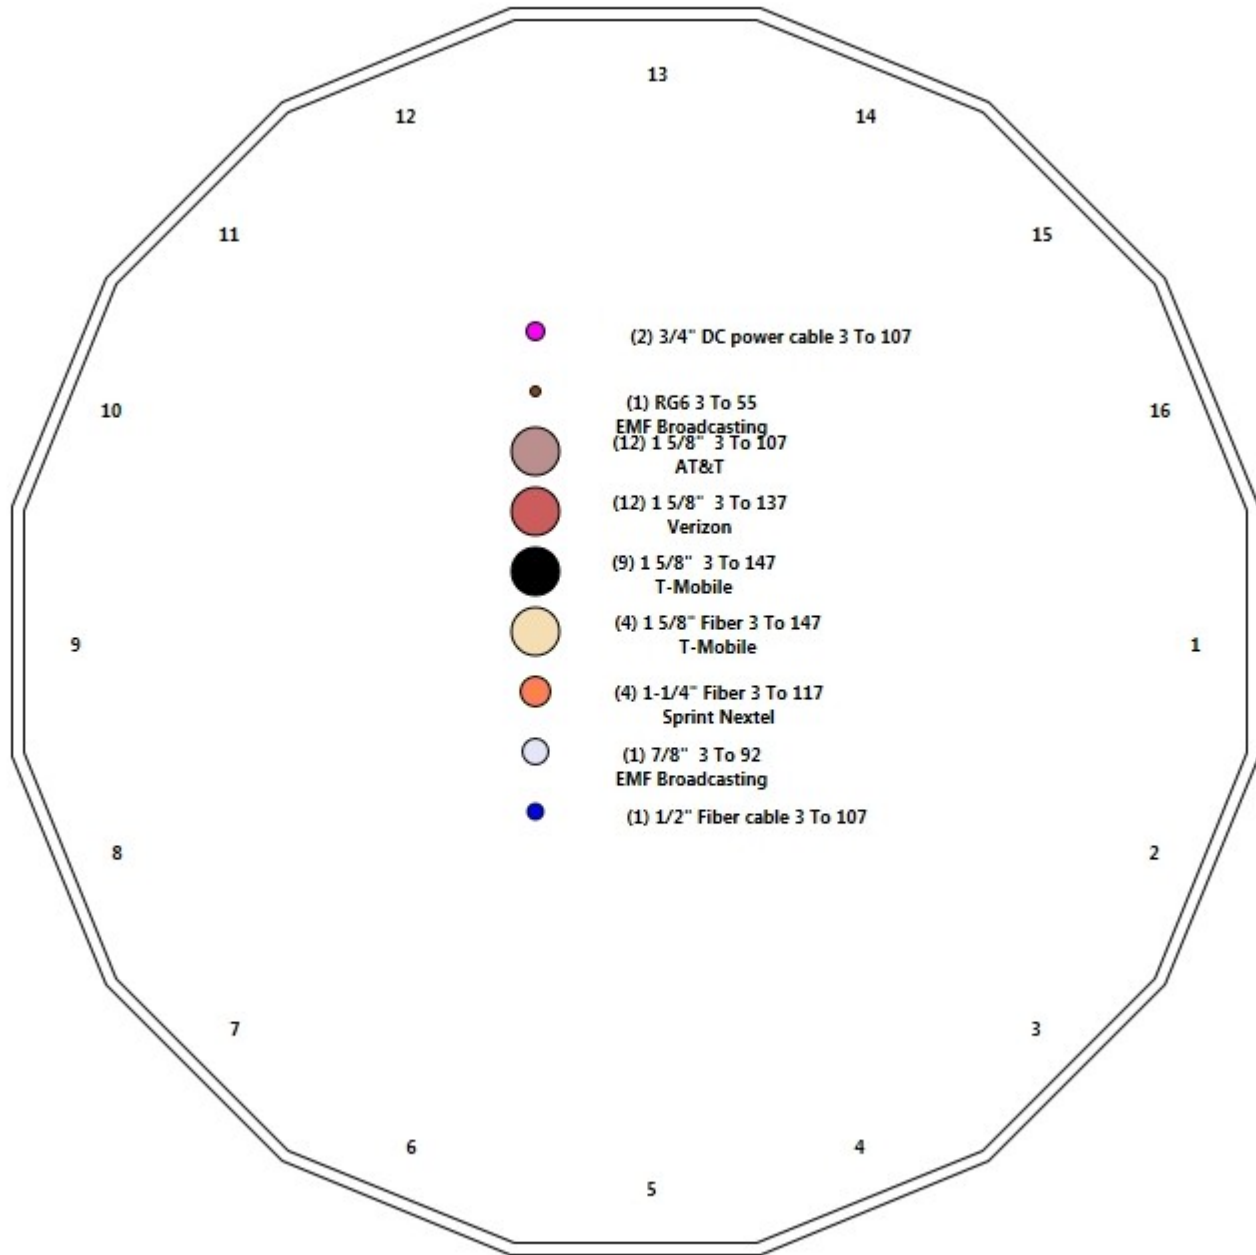 13
12
14
11
15
(2) 3/4" DC power cable 3 To 107
10
(1) RG6 3 To 55
EMF Broadcasting
16
(12) 1 5/8"  3 To 107
AT&T
(12) 1 5/8"  3 To 137
Verizon
(9) 1 5/8"  3 To 147
T-Mobile
(4) 1 5/8" Fiber 3 To 147
T-Mobile
9
1
(4) 1-1/4" Fiber 3 To 117
Sprint Nextel
(1) 7/8"  3 To 92
EMF Broadcasting
(1) 1/2" Fiber cable 3 To 107
8
2
7
3
6
4
5